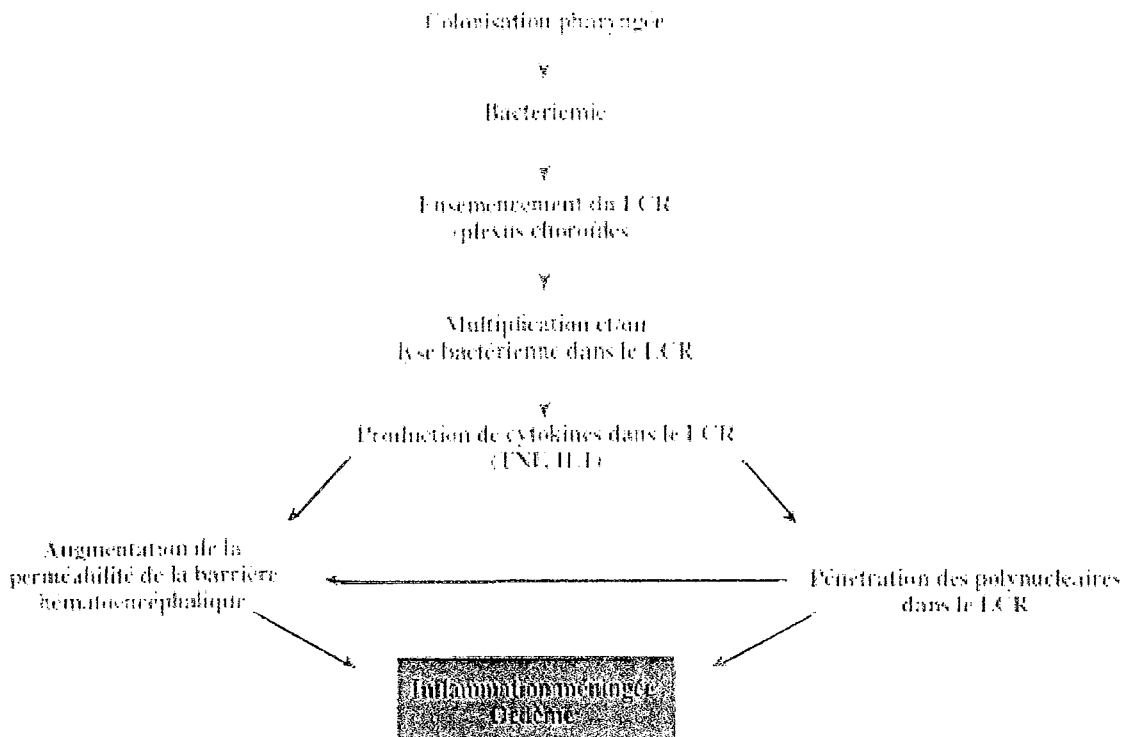 Colonisation pharyngée
Bactériémie
Ensemencement du LCR
(plexus choroïdes
Multiplication et/ou
lyse bactérienne dans le LCR
Production de cytokines dans le LCR
(TNF, IL1)
Augmentation de la
perméabilité de la barrière
hématoencéphalique
Pénétration des polynucleaires
dans le LCR
Inflammation méningée
Oedème